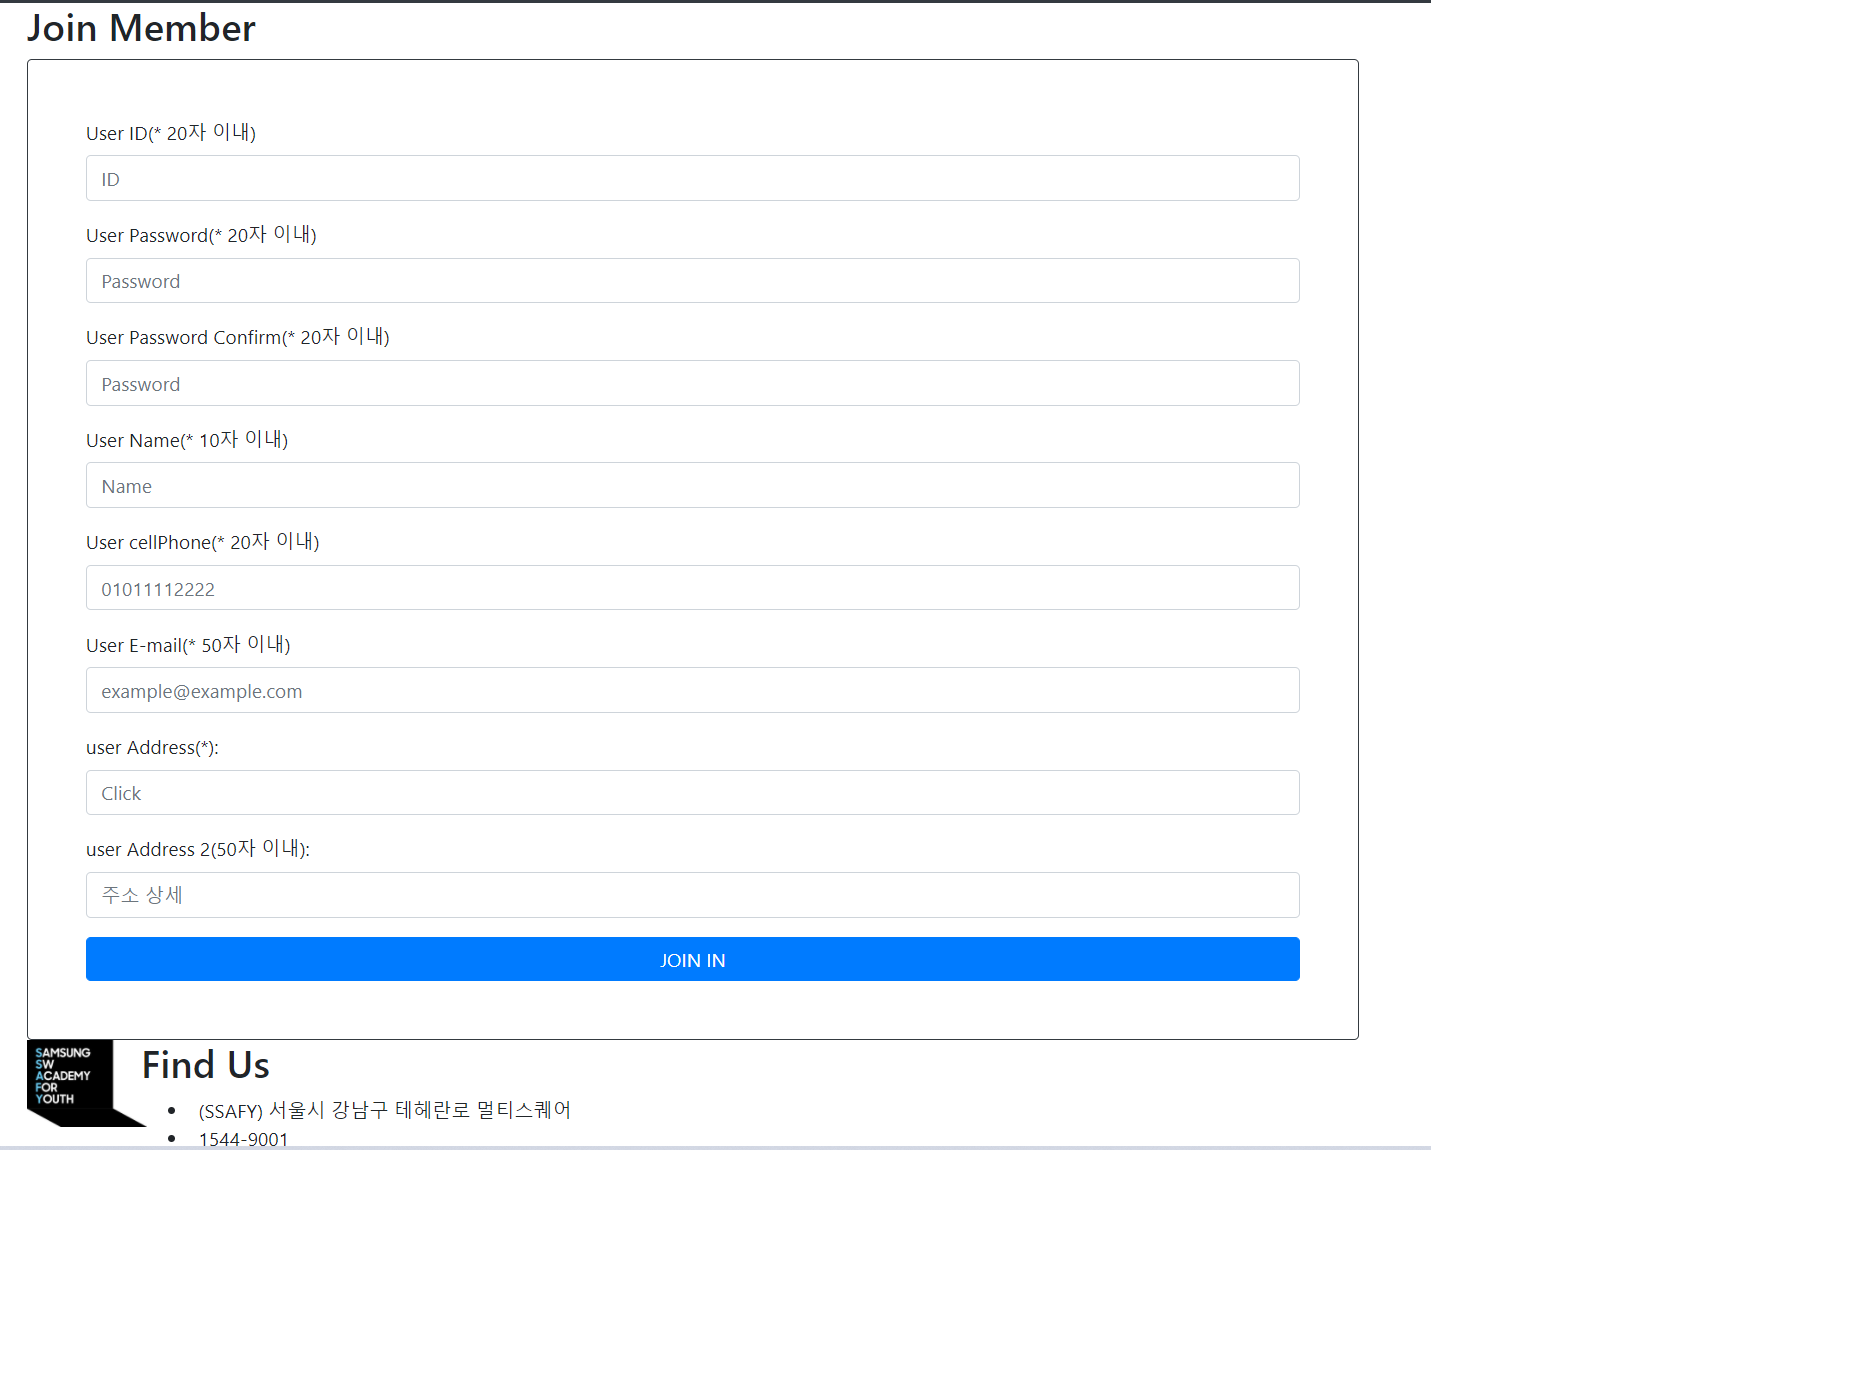 Join Member
User ID(* 20자 이내)
ID
User Password(* 20자 이내)
Password
User Password Confirm(* 20자 이내)
Password
User Name(* 10자 이내)
Name
User cellPhone(* 20자 이내)
01011112222
User E-mail(* 50자 이내)
example@example.com
user Address(*):
Click
user Address 2(50자 이내):
주소 상세
JOIN IN
SAMSUNG
SW
ACADEMY
FOR
YOUTH
Find Us
(SSAFY) 서울시 강남구 테헤란로 멀티스퀘어
1544-9001